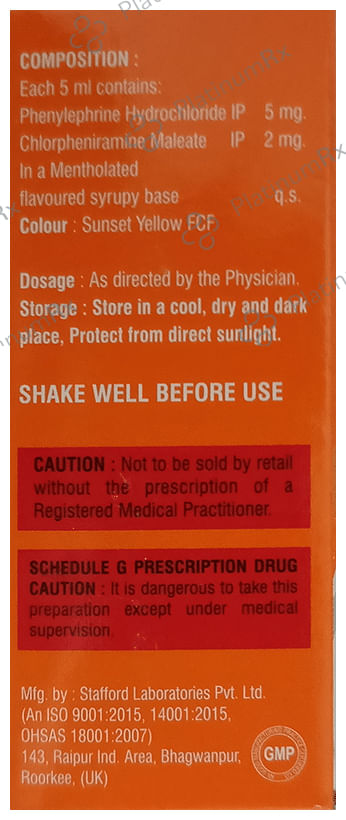 COMPOSITION :
Each 5 ml contains:
Phenylephrine Hydrochloride IP 5 mg.
Chlorpheniramine Maleate IP 2 mg.
In a Mentholated
flavoured syrupy base q.s.
Colour : Sunset Yellow FCF
Dosage : As directed by the Physician.
Storage : Store in a cool, dry and dark
place, Protect from direct sunlight.
SHAKE WELL BEFORE USE
CAUTION : Not to be sold by retail
without the prescription of a
Registered Medical Practitioner.
SCHEDULE G PRESCRIPTION DRUG
CAUTION : It is dangerous to take this
preparation except under medical
supervision.
Mfg. by : Stafford Laboratories Pvt. Ltd.
(An ISO 9001:2015, 14001:2015,
OHSAS 18001:2007)
143, Raipur Ind. Area, Bhagwanpur,
Roorkee, (UK)
GMP
PlatinumRx
PlatinumRx